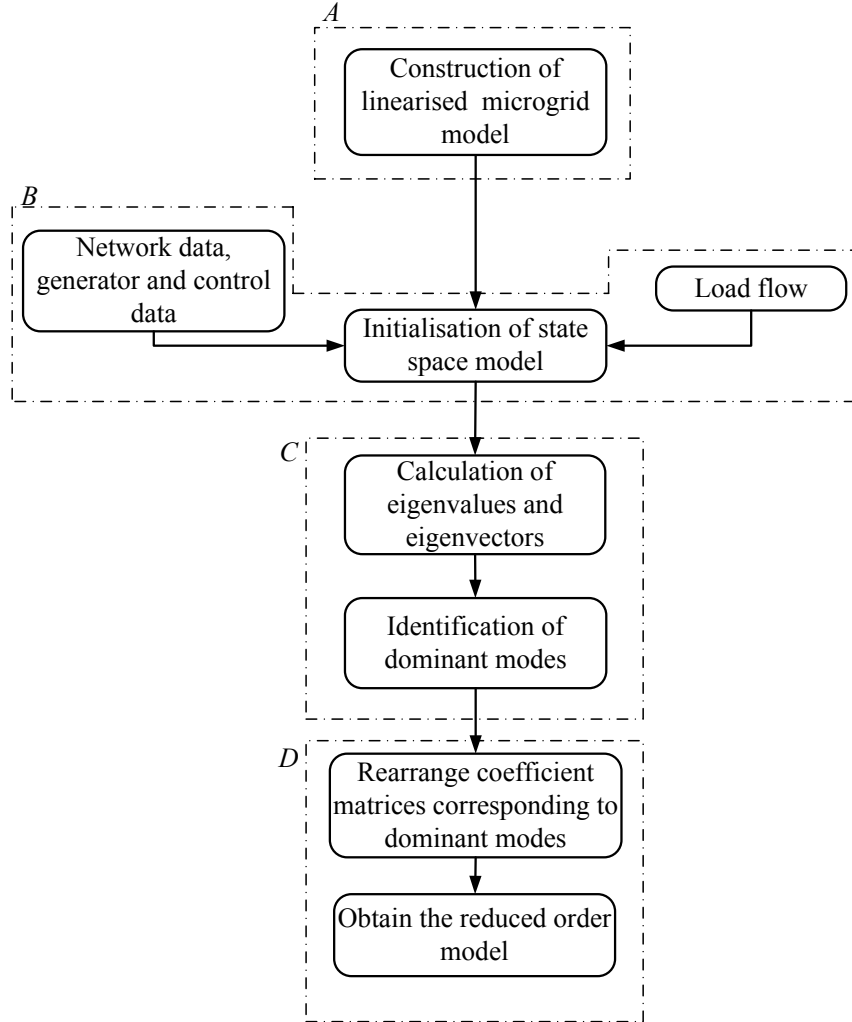 A
Construction of
linearised microgrid
model
B
Network data,
generator and control
data
Load flow
Initialisation of state
space model
C
Calculation of
eigenvalues and
eigenvectors
Identification of
dominant modes
D
Rearrange coefficient
matrices corresponding to
dominant modes
Obtain the reduced order
model